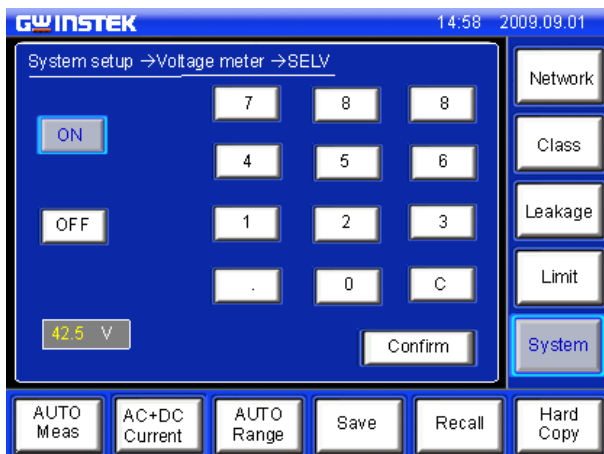 GWINSTEK 14:58 2009.09.01
System setup →Voltage meter →SELV
ON
OFF
42.5 V
7 8 8
4 5 6
1 2 3
. 0 C
Confirm
Network
Class
Leakage
Limit
System
AUTO
Meas
AC+DC
Current
AUTO
Range
Save
Recall
Hard
Copy